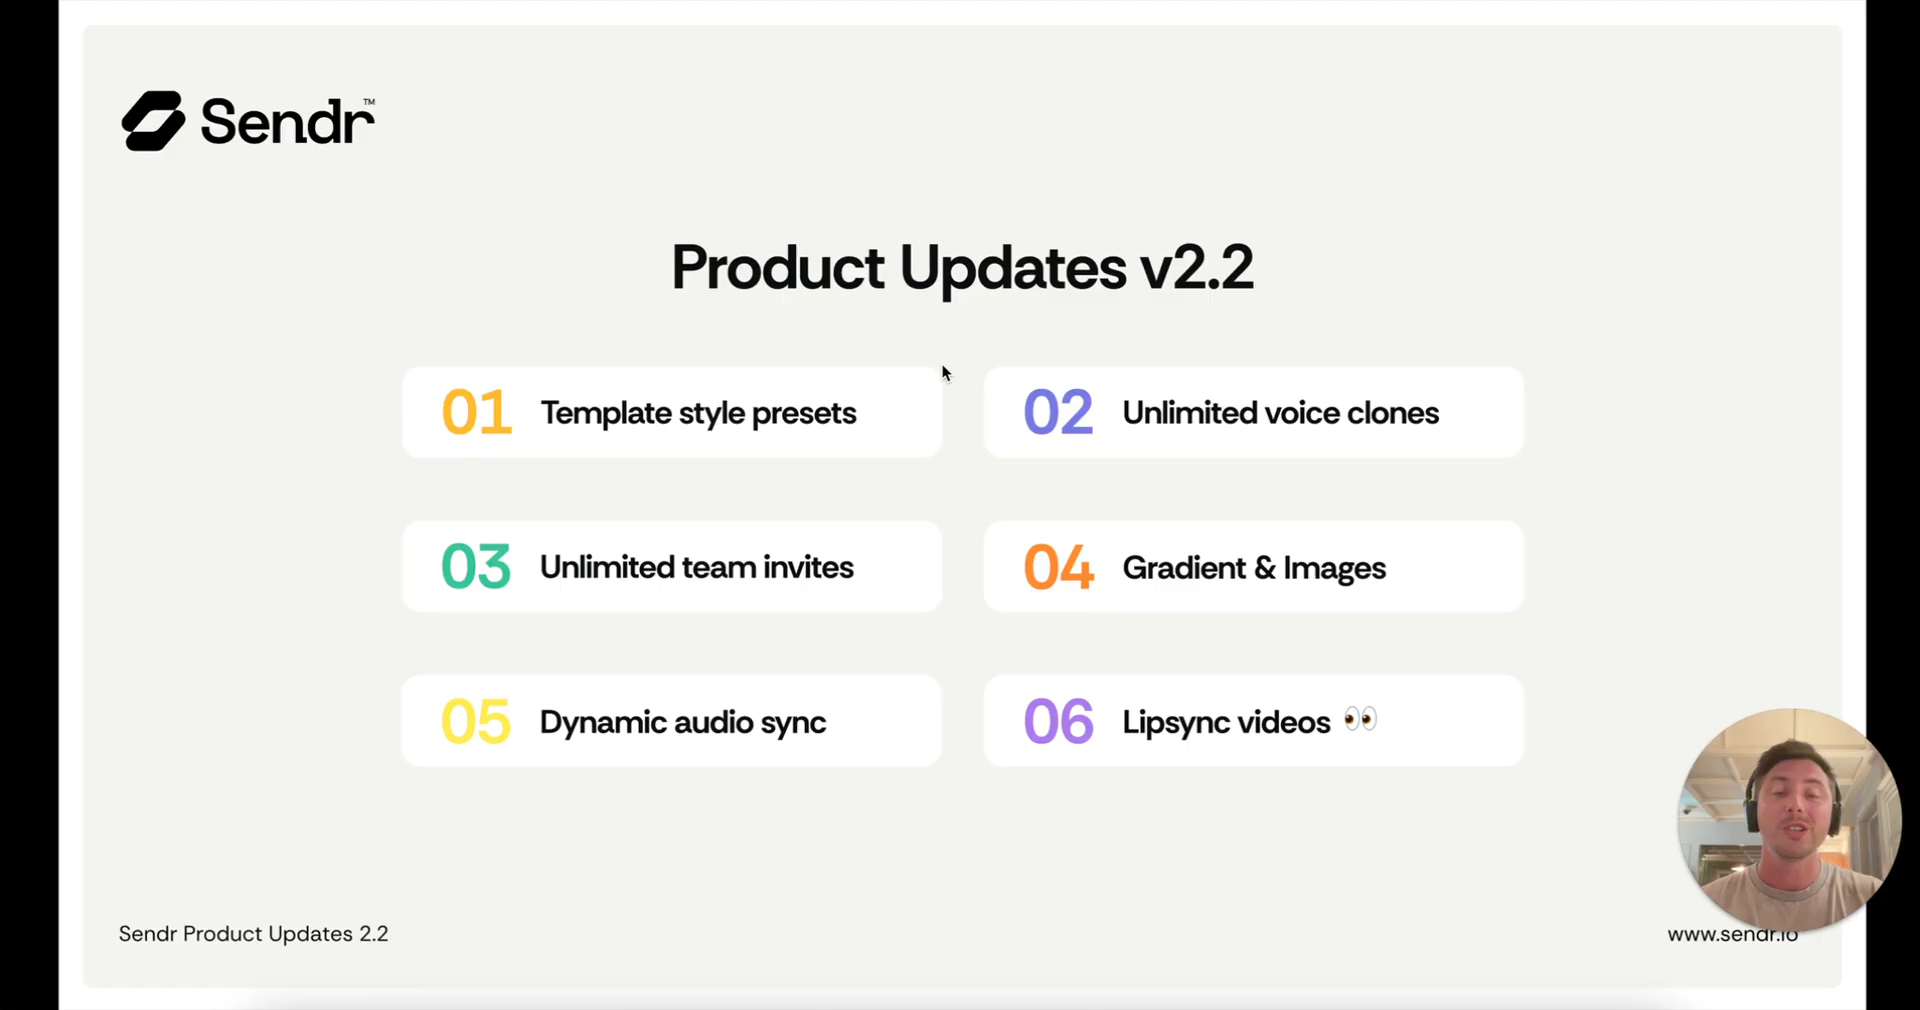 Sendr™
Product Updates v2.2
01 Template style presets
02 Unlimited voice clones
03 Unlimited team invites
04 Gradient & Images
05 Dynamic audio sync
06 Lipsync videos 👀
Sendr Product Updates 2.2
www.sendr.io